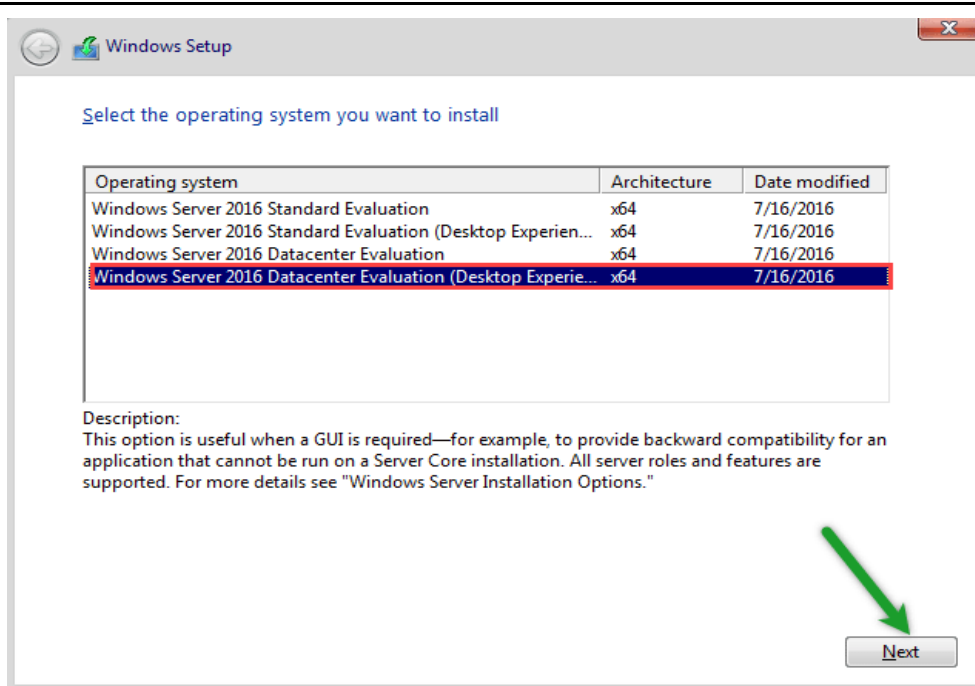 Windows Setup
Select the operating system you want to install
Operating system Architecture Date modified
Windows Server 2016 Standard Evaluation x64 7/16/2016
Windows Server 2016 Standard Evaluation (Desktop Experien... x64 7/16/2016
Windows Server 2016 Datacenter Evaluation x64 7/16/2016
Windows Server 2016 Datacenter Evaluation (Desktop Experie... x64 7/16/2016
Description:
This option is useful when a GUI is required—for example, to provide backward compatibility for an
application that cannot be run on a Server Core installation. All server roles and features are
supported. For more details see "Windows Server Installation Options."
Next